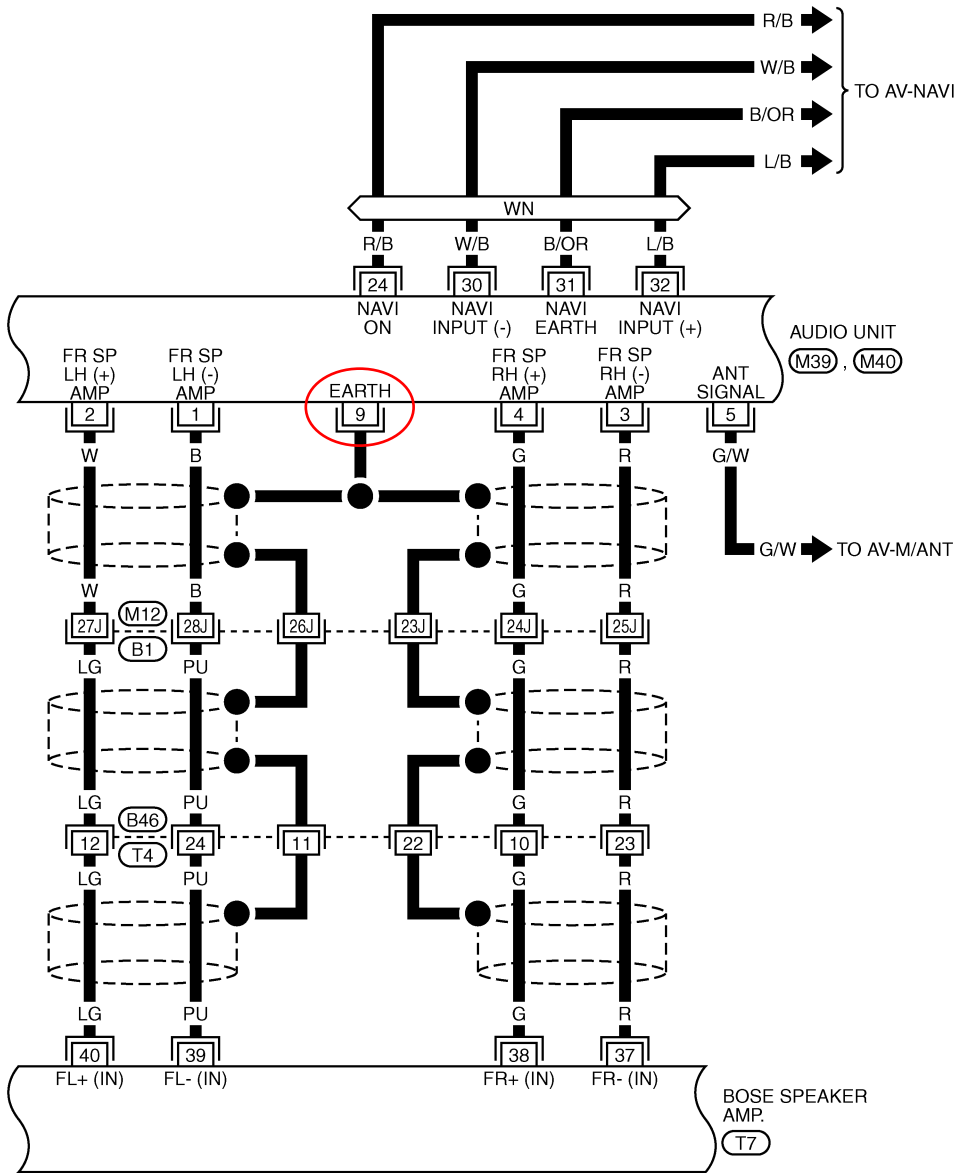 R/B
W/B
TO AV-NAVI
B/OR
L/B
WN
R/B W/B B/OR L/B
24 30 31 32
NAVI ON
NAVI INPUT (-)
NAVI EARTH
NAVI INPUT (+)
AUDIO UNIT
M39 , M40
FR SP LH (+) AMP
FR SP LH (-) AMP
EARTH
FR SP RH (+) AMP
FR SP RH (-) AMP
ANT SIGNAL
2 1 9 4 3 5
W B G R G/W
G/W TO AV-M/ANT
W B G R
M12
27J 28J 26J 23J 24J 25J
B1
LG PU G R
LG PU G R
B46
12 24 11 22 10 23
T4
LG PU G R
LG PU G R
40 39 38 37
FL+ (IN) FL- (IN) FR+ (IN) FR- (IN)
BOSE SPEAKER
AMP.
T7